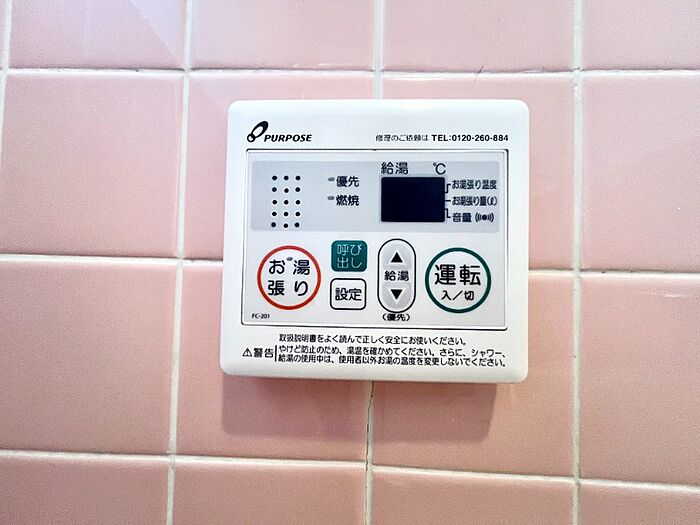 PURPOSE
修理のご依頼は TEL:0120-260-884
給湯 ℃
優先
燃焼
お湯張り温度
お湯張り量(ℓ)
音量
お湯
張り
呼び
出し
設定
給湯
(優先)
運転
入／切
FC-201
取扱説明書をよく読んで正しく安全にお使いください。
⚠警告
やけど防止のため、湯温を確かめてください。さらに、シャワー、
給湯の使用中は、使用者以外お湯の温度を変更しないでください。